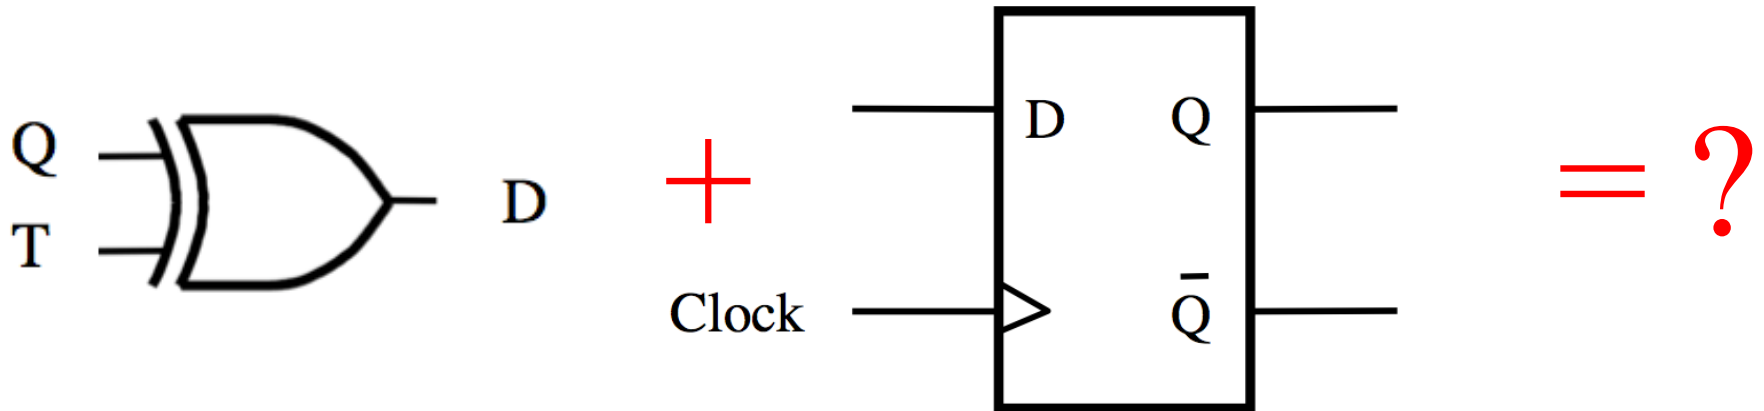 Q
T
D
+
Clock
D Q
Q̅
= ?